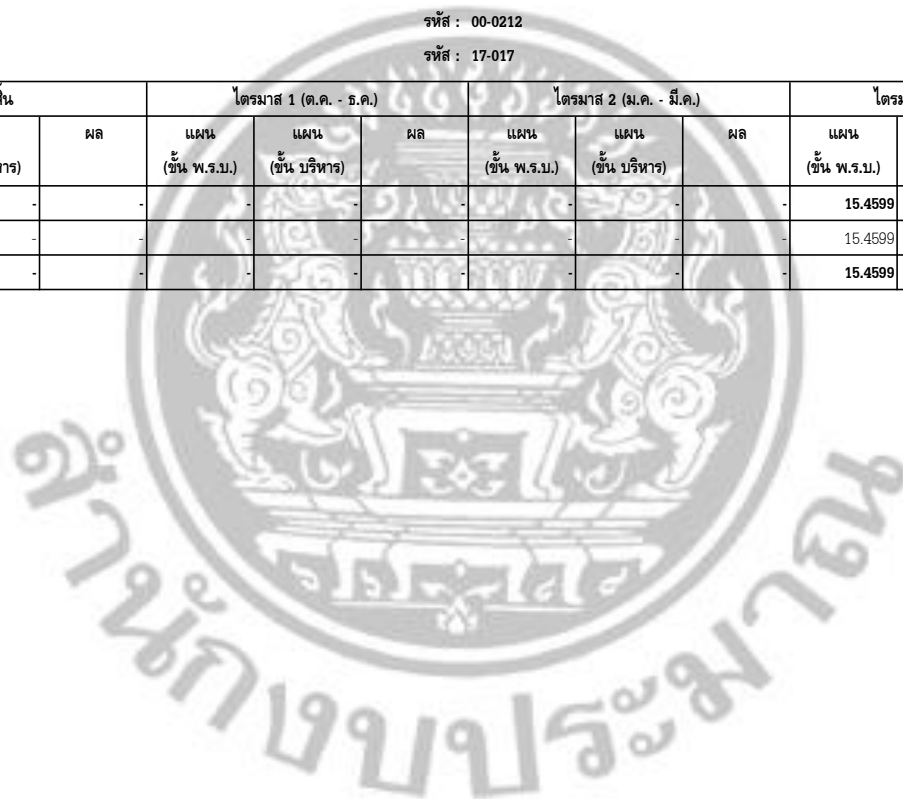 รหัส : 00-0212
รหัส : 17-017
ไตรมาส 1 (ต.ค. - ธ.ค.) ไตรมาส 2 (ม.ค. - มี.ค.)
ผล แผน แผน ผล แผน แผน ผล แผน
(ขั้น พ.ร.บ.) (ขั้น บริหาร) (ขั้น พ.ร.บ.) (ขั้น บริหาร) (ขั้น พ.ร.บ.)
- - - - - - - - 15.4599
- - - - - - - - 15.4599
- - - - - - - - 15.4599
สำนักงบประมาณ